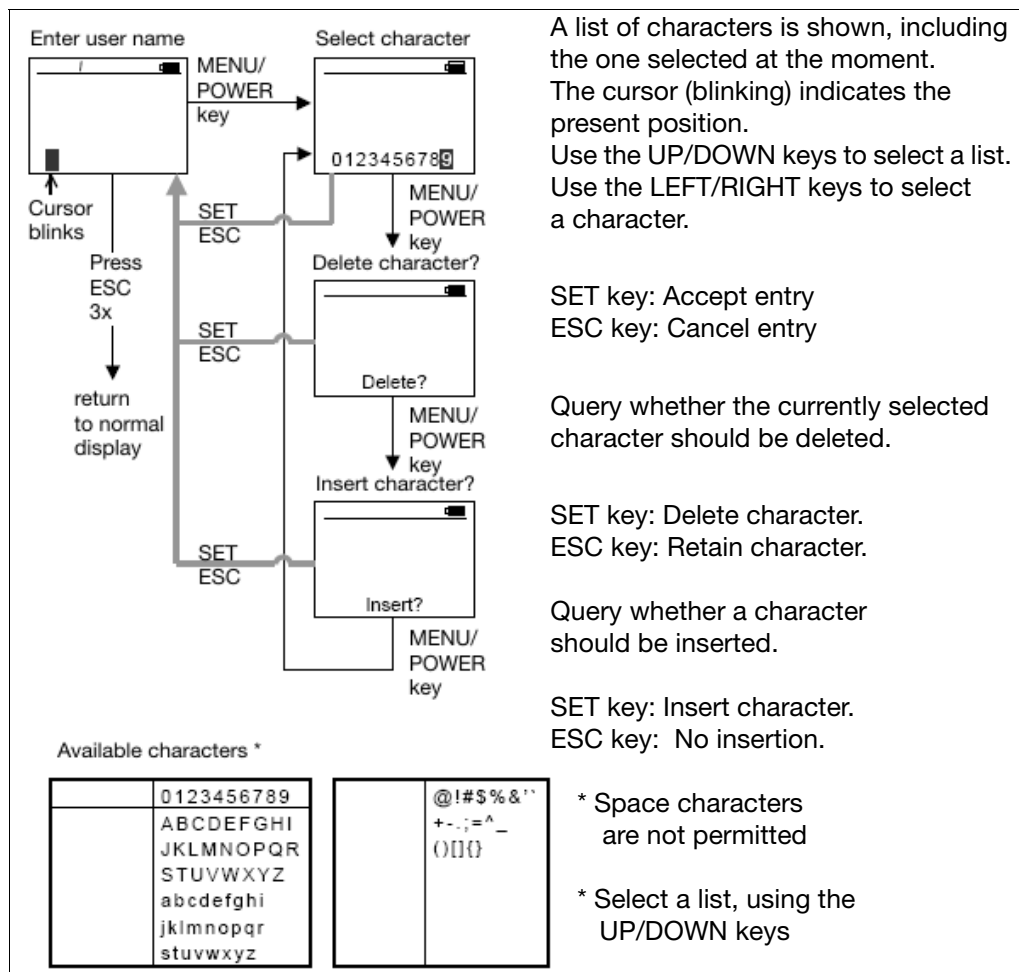 Enter user name
MENU/
POWER
key
Cursor
blinks
Press
ESC
3x
return
to normal
display
Select character
0123456789
SET
ESC
MENU/
POWER
key
Delete character?
SET
ESC
Delete?
MENU/
POWER
key
Insert character?
SET
ESC
Insert?
MENU/
POWER
key
A list of characters is shown, including
the one selected at the moment.
The cursor (blinking) indicates the
present position.
Use the UP/DOWN keys to select a list.
Use the LEFT/RIGHT keys to select
a character.
SET key: Accept entry
ESC key: Cancel entry
Query whether the currently selected
character should be deleted.
SET key: Delete character.
ESC key: Retain character.
Query whether a character
should be inserted.
SET key: Insert character.
ESC key: No insertion.
Available characters *
0123456789
ABCDEFGHI
JKLMNOPQR
STUVWXYZ
abcdefghi
jklmnopqr
stuvwxyz
@!#$%&'`
+-.;=^_
()[]{}
* Space characters
are not permitted
* Select a list, using the
UP/DOWN keys